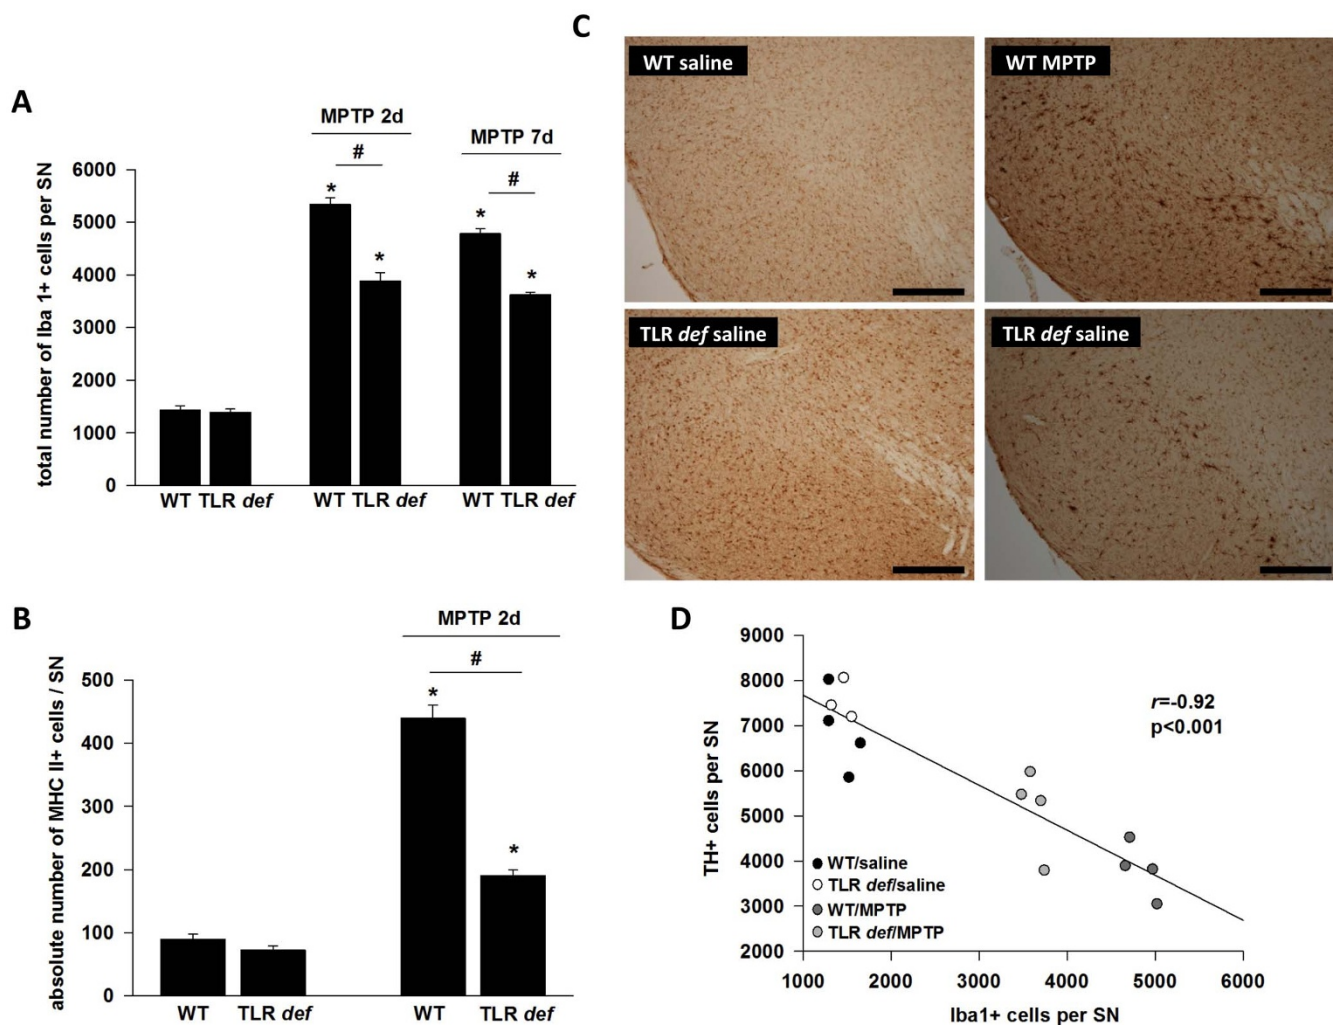 A
MPTP 2d
MPTP 7d
#
#
*
*
*
*
total number of Iba 1+ cells per SN
6000
5000
4000
3000
2000
1000
0
WT TLR def
WT TLR def
WT TLR def
B
MPTP 2d
#
*
*
absolute number of MHC II+ cells / SN
500
400
300
200
100
0
WT
TLR def
WT
TLR def
C
WT saline
WT MPTP
TLR def saline
TLR def saline
D
TH+ cells per SN
9000
8000
7000
6000
5000
4000
3000
2000
r=-0.92
p<0.001
WT/saline
TLR def/saline
WT/MPTP
TLR def/MPTP
1000 2000 3000 4000 5000 6000
Iba1+ cells per SN